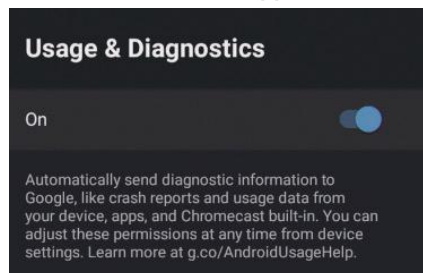 Usage & Diagnostics
On
Automatically send diagnostic information to
Google, like crash reports and usage data from
your device, apps, and Chromecast built-in. You can
adjust these permissions at any time from device
settings. Learn more at g.co/AndroidUsageHelp.